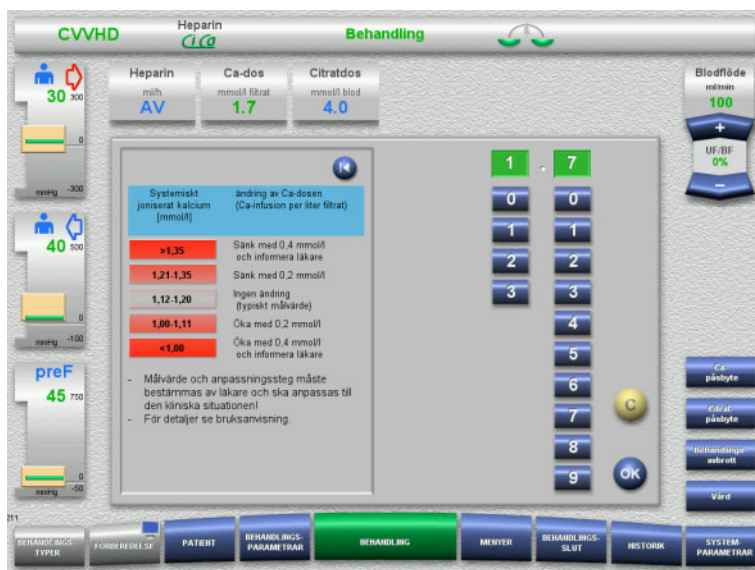 CVVHD
Heparin
CiCa
Behandling
30 300
0
mmHg -300
Heparin
ml/h
AV
Ca-dos
mmol/l filtrat
1.7
Citratdos
mmol/l blod
4.0
Blodflöde
ml/min
100
+
UF/BF
0%
−
40 500
0
mmHg -100
preF
45 750
0
mmHg -50
Systemiskt
joniserat kalcium
[mmol/l]
ändring av Ca-dosen
(Ca-infusion per liter filtrat)
>1,35
Sänk med 0,4 mmol/l
och informera läkare
1,21-1,35
Sänk med 0,2 mmol/l
1,12-1,20
Ingen ändring
(typiskt målvärde)
1,00-1,11
Öka med 0,2 mmol/l
<1,00
Öka med 0,4 mmol/l
och informera läkare
- Målvärde och anpassningssteg måste
bestämmas av läkare och ska anpassas till
den kliniska situationen!
- För detaljer se bruksanvisning.
1 . 7
0 0
1 1
2 2
3 3
4
5
6
7
8
9
C
OK
Ca-
påsbyte
Citrat-
påsbyte
Behandlings-
avbrott
Vård
211
BEHANDLINGS-
TYPER
FÖRBEREDELSE
PATIENT
BEHANDLINGS-
PARAMETRAR
BEHANDLING
MENYER
BEHANDLINGS-
SLUT
HISTORIK
SYSTEM-
PARAMETRAR